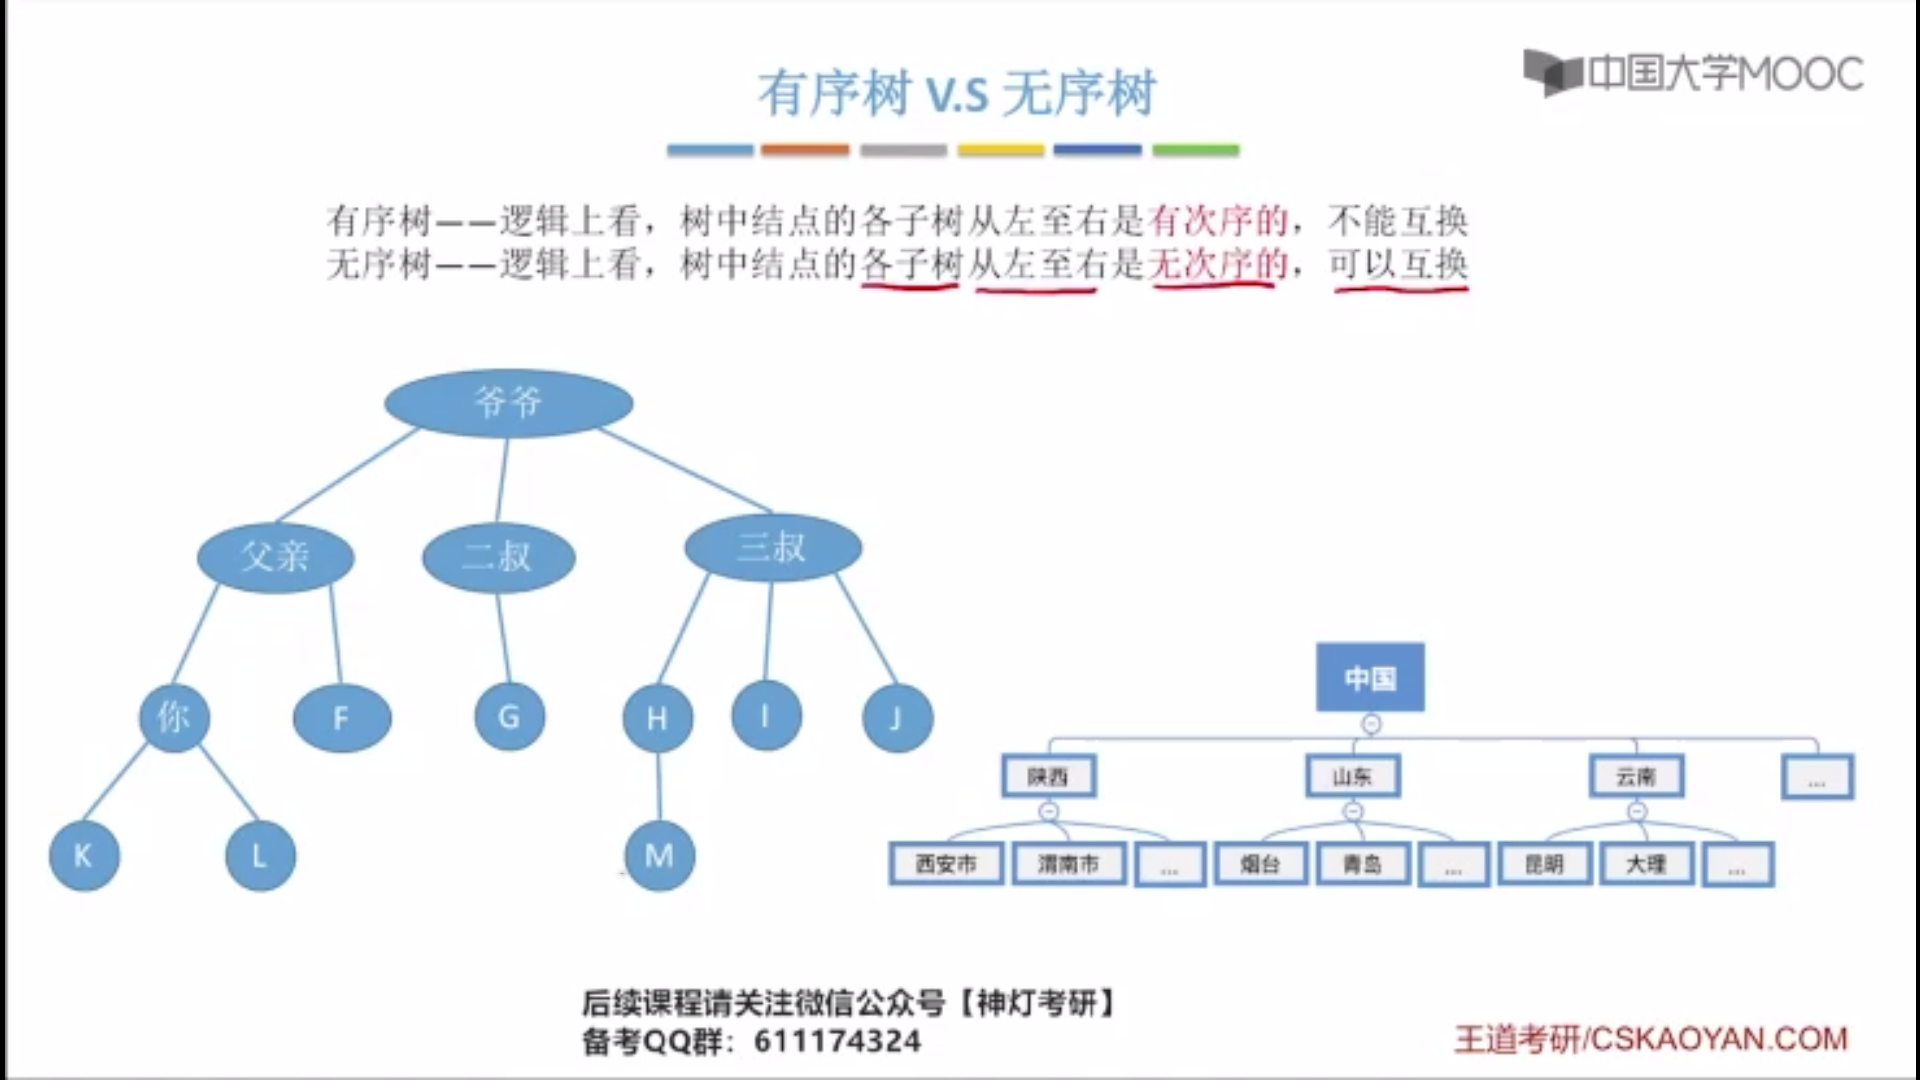 中国大学MOOC
有序树 V.S 无序树
有序树——逻辑上看，树中结点的各子树从左至右是有次序的，不能互换
无序树——逻辑上看，树中结点的各子树从左至右是无次序的，可以互换
爷爷
父亲
二叔
三叔
你
F
G
H
I
J
K
L
M
中国
陕西
山东
云南
...
西安市
渭南市
...
烟台
青岛
...
昆明
大理
...
后续课程请关注微信公众号【神灯考研】
备考QQ群：611174324
王道考研/CSKAOYAN.COM